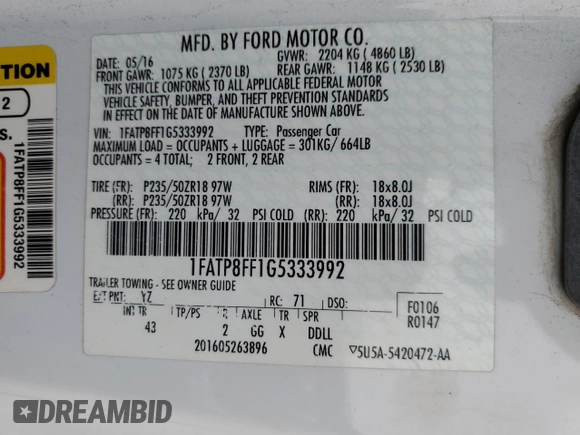 MFD. BY FORD MOTOR CO.
DATE: 05/16 GVWR: 2204 KG ( 4860 LB)
FRONT GAWR: 1075 KG ( 2370 LB) REAR GAWR: 1148 KG ( 2530 LB)
THIS VEHICLE CONFORMS TO ALL APPLICABLE FEDERAL MOTOR
VEHICLE SAFETY, BUMPER, AND THEFT PREVENTION STANDARDS
IN EFFECT ON THE DATE OF MANUFACTURE SHOWN ABOVE.
VIN: 1FATP8FF1G5333992 TYPE: Passenger Car
MAXIMUM LOAD = OCCUPANTS + LUGGAGE = 301KG/ 664LB
OCCUPANTS = 4 TOTAL; 2 FRONT, 2 REAR
TIRE (FR): P235/50ZR18 97W RIMS (FR): 18x8.0J
(RR): P235/50ZR18 97W (RR): 18x8.0J
PRESSURE (FR): 220 kPa/ 32 PSI COLD (RR): 220 kPa/ 32 PSI COLD
1FATP8FF1G5333992
TRAILER TOWING - SEE OWNER GUIDE
EXT PNT: YZ RC: 71 DSO: F0106
INT TR TP/PS R AXLE TR SPR R0147
43 2 GG X DDLL
201605263896 CMC ▽5U5A-5420472-AA
TION
2
S.
1FATP8FF1G5333992
DREAMBID